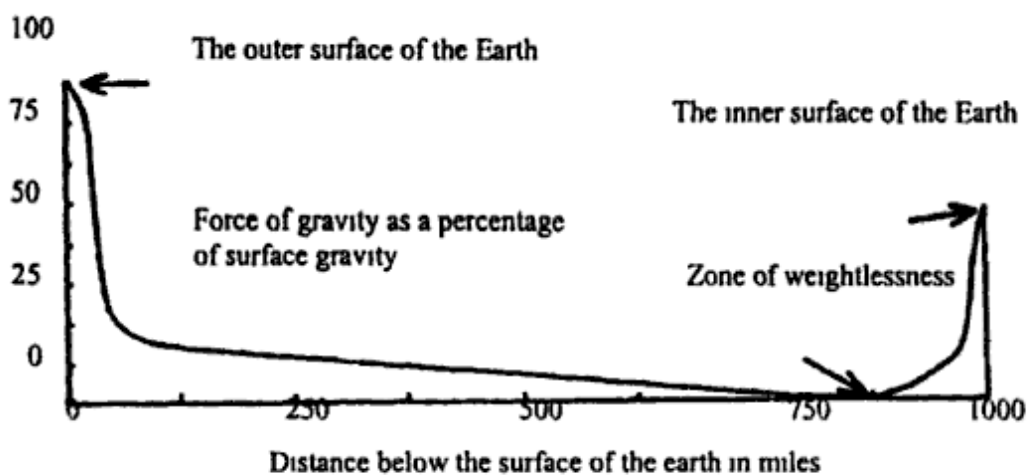 100
The outer surface of the Earth
75
The inner surface of the Earth
50
Force of gravity as a percentage
of surface gravity
Zone of weightlessness
25
0
0 250 500 750 1000
Distance below the surface of the earth in miles